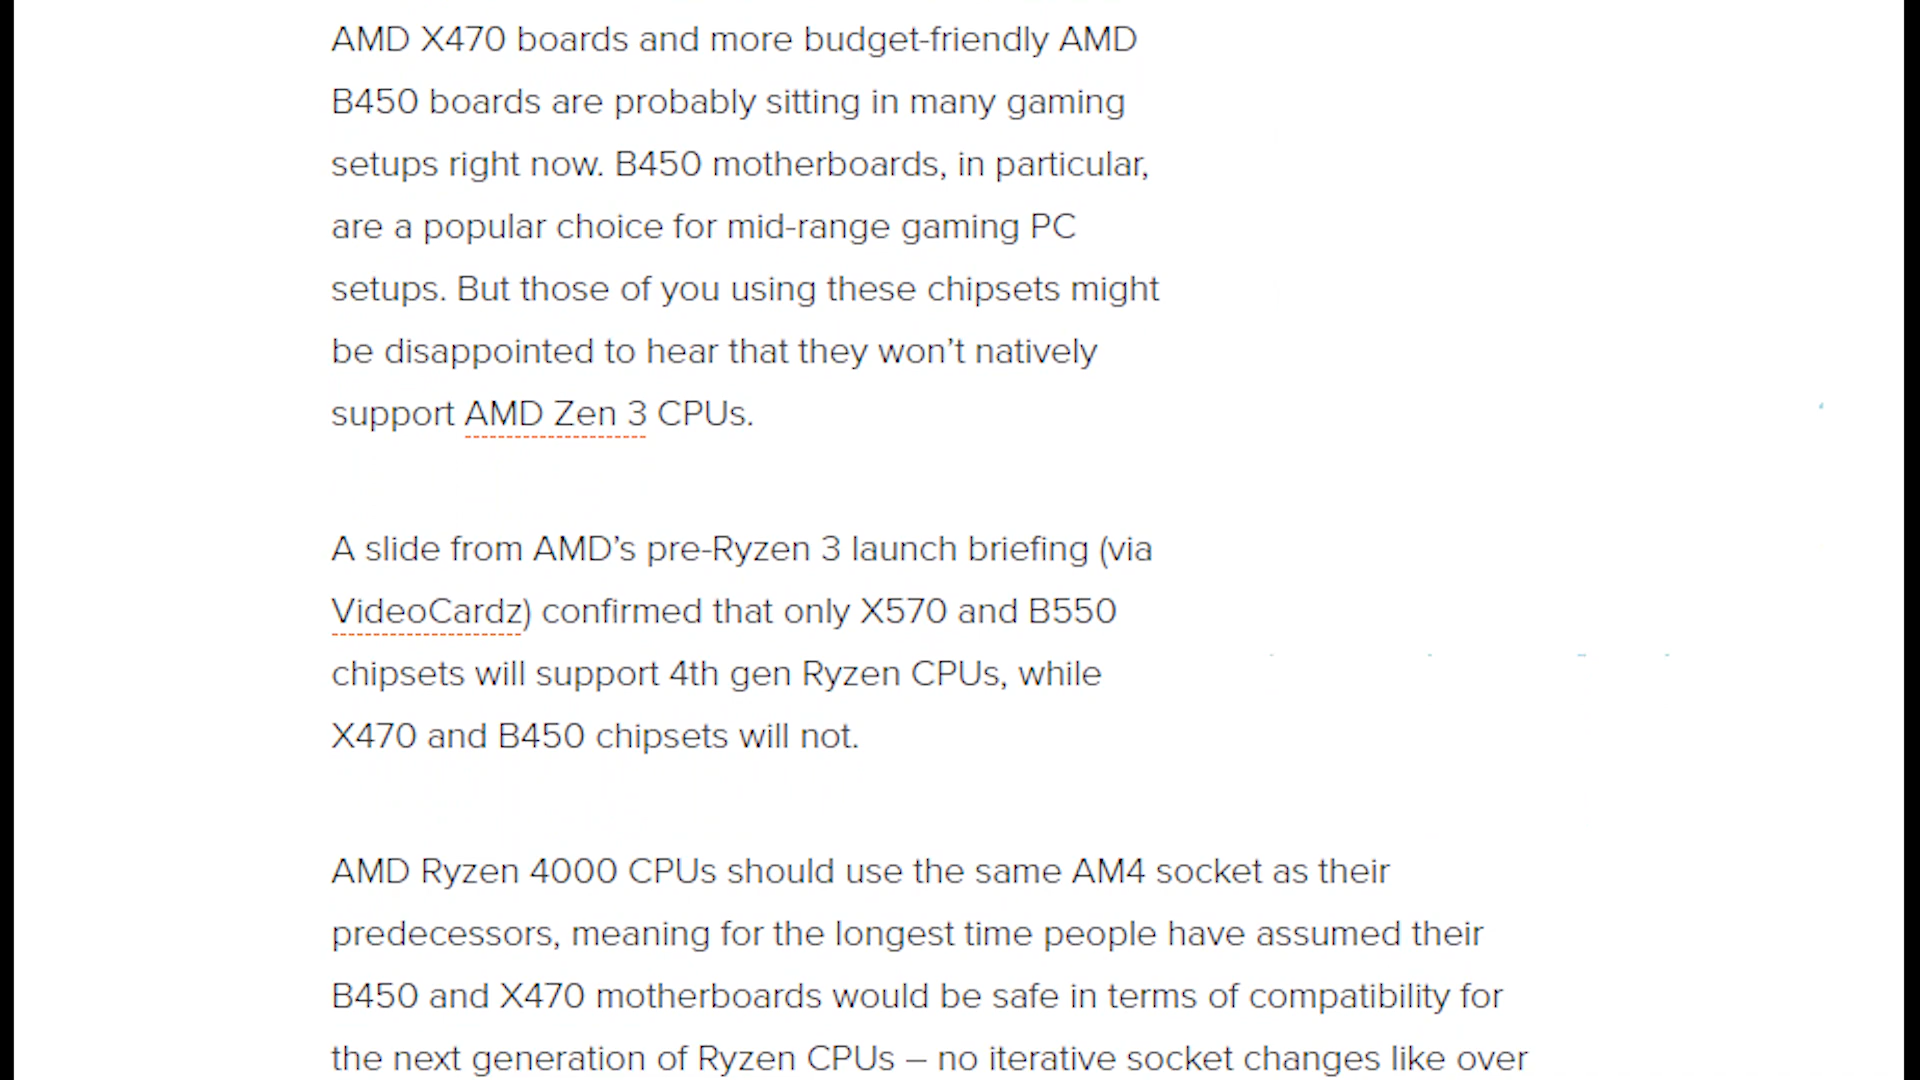 AMD X470 boards and more budget-friendly AMD
B450 boards are probably sitting in many gaming
setups right now. B450 motherboards, in particular,
are a popular choice for mid-range gaming PC
setups. But those of you using these chipsets might
be disappointed to hear that they won’t natively
support AMD Zen 3 CPUs.
A slide from AMD’s pre-Ryzen 3 launch briefing (via
VideoCardz) confirmed that only X570 and B550
chipsets will support 4th gen Ryzen CPUs, while
X470 and B450 chipsets will not.
AMD Ryzen 4000 CPUs should use the same AM4 socket as their
predecessors, meaning for the longest time people have assumed their
B450 and X470 motherboards would be safe in terms of compatibility for
the next generation of Ryzen CPUs – no iterative socket changes like over